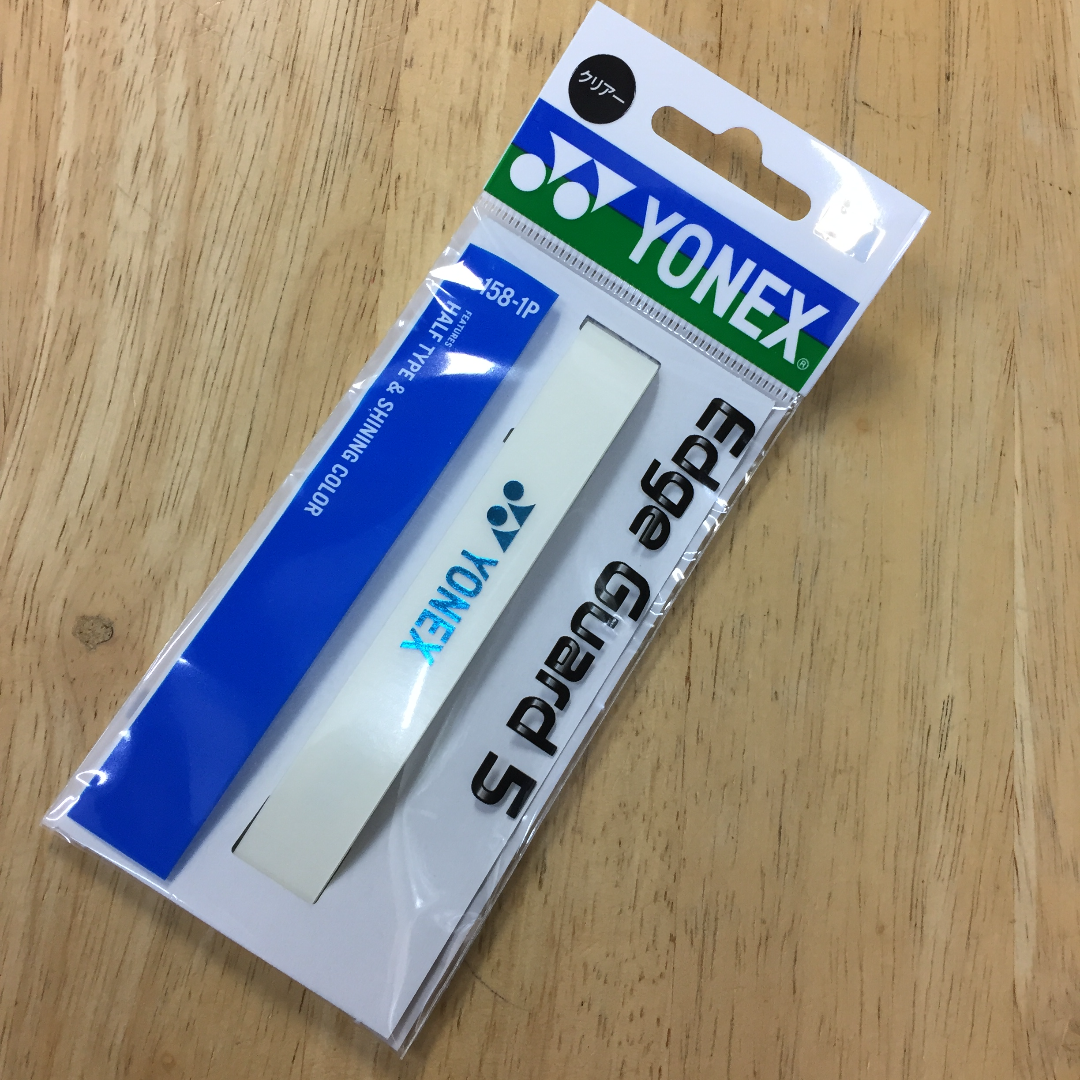 クリアー
YONEX®
158-1P
FEATURES
HALF TYPE & SHINING COLOR
YONEX
Edge Guard 5